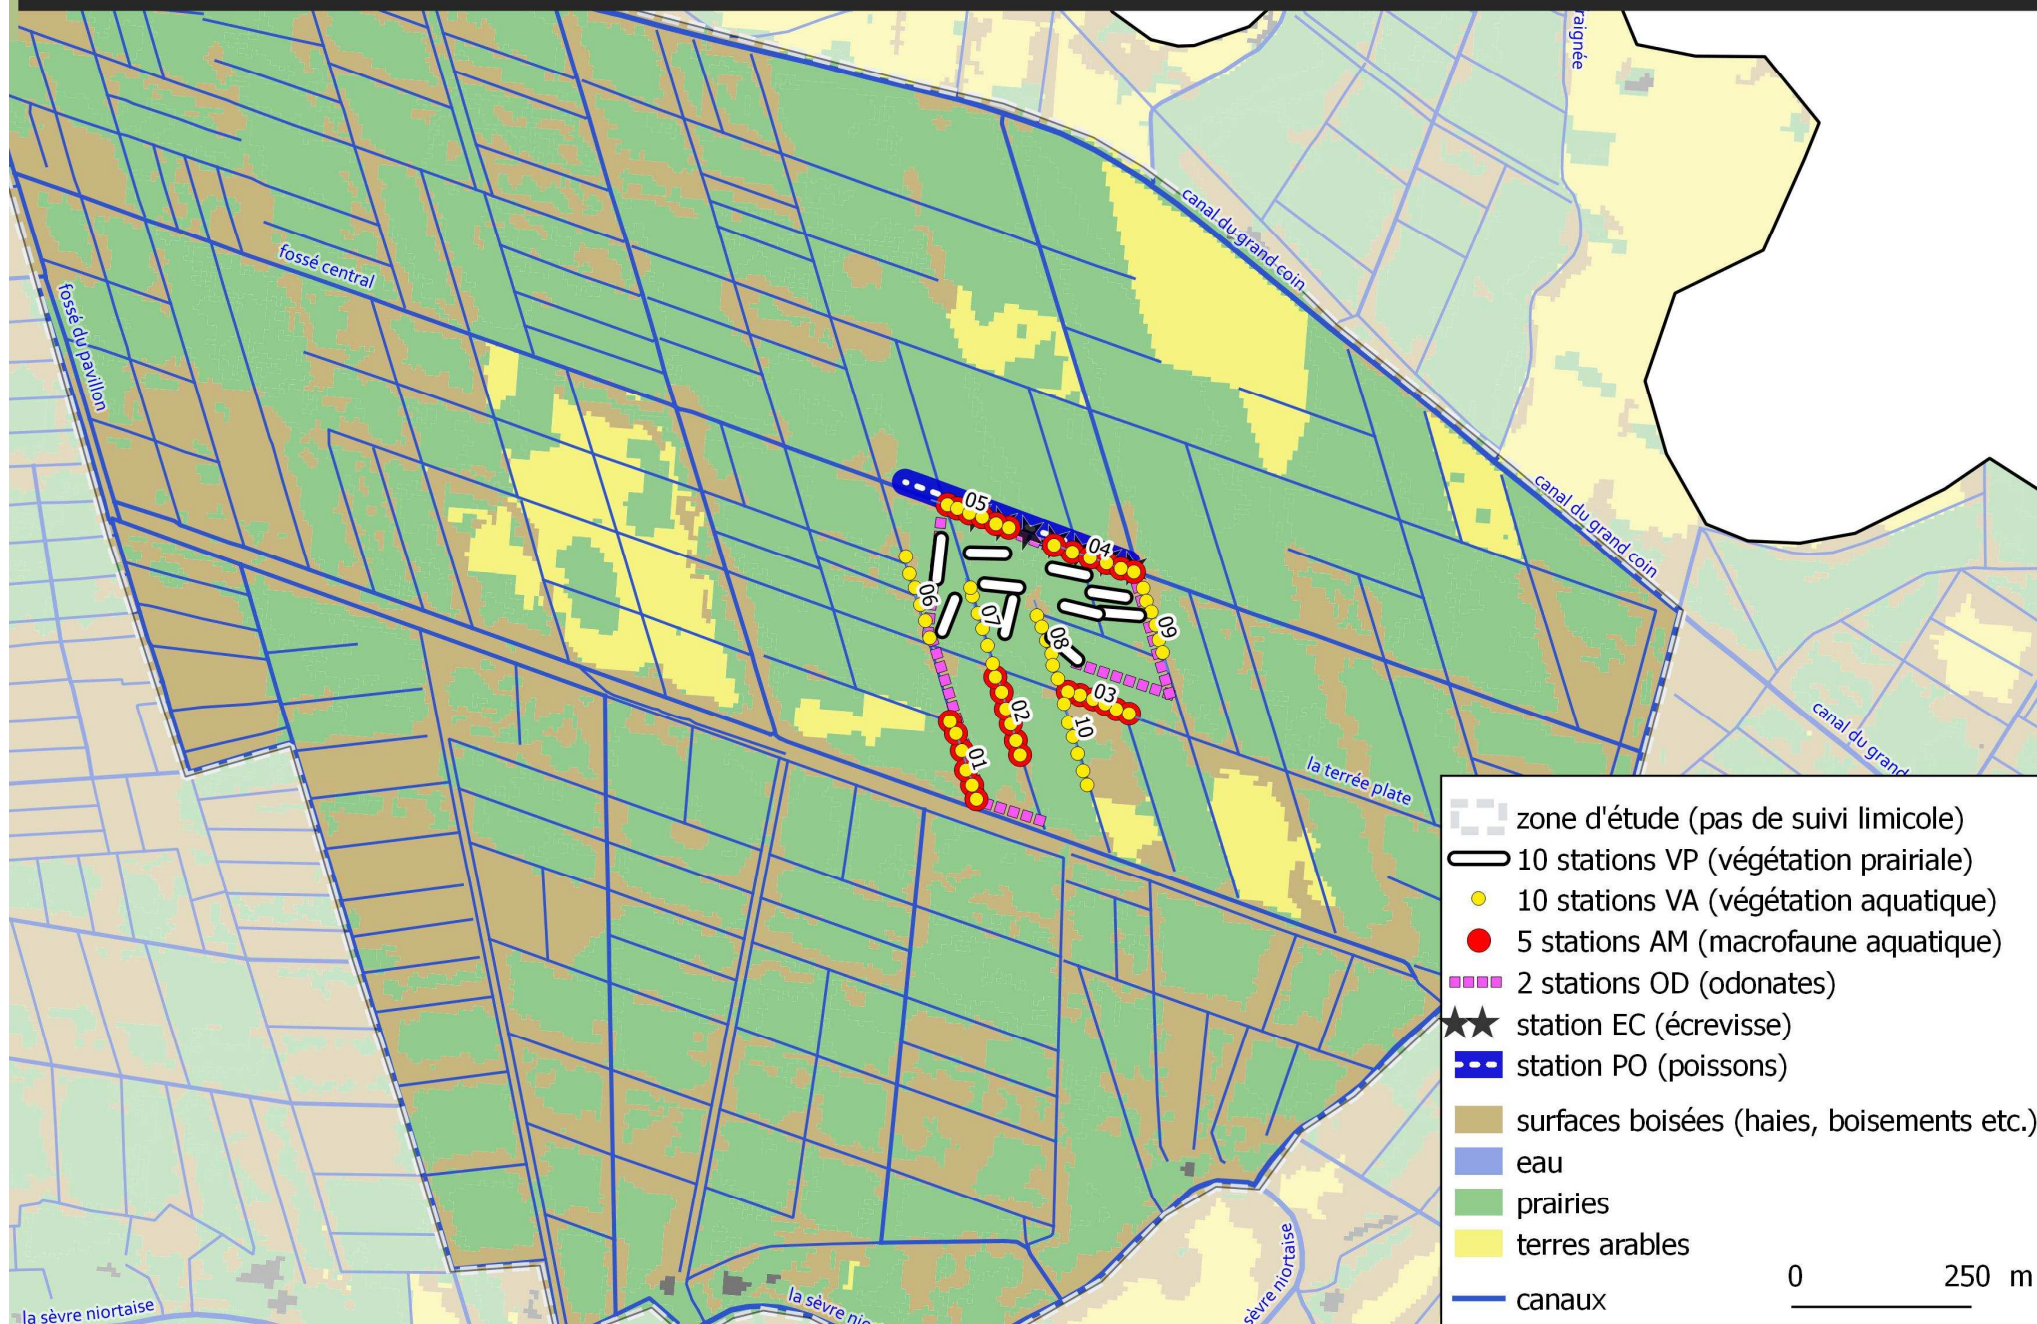 raignée
canal du grand coin
fossé central
fossé du pavillon
canal du grand coin
05
04
06
07
08
09
03
02
10
01
la terrée plate
canal du grand
zone d'étude (pas de suivi limicole)
10 stations VP (végétation prairiale)
10 stations VA (végétation aquatique)
5 stations AM (macrofaune aquatique)
2 stations OD (odonates)
station EC (écrevisse)
station PO (poissons)
surfaces boisées (haies, boisements etc.)
eau
prairies
terres arables
canaux
0 250 m
la sèvre niortaise
la sèvre nio
sèvre niortaise